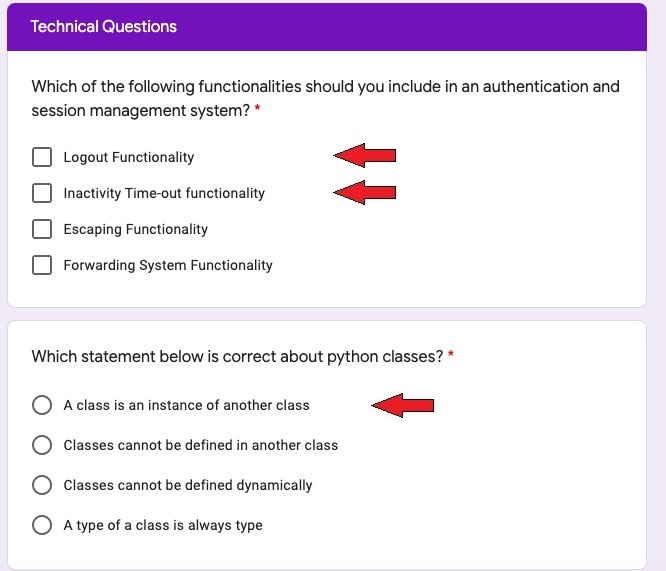 Technical Questions
Which of the following functionalities should you include in an authentication and
session management system? *
Logout Functionality
Inactivity Time-out functionality
Escaping Functionality
Forwarding System Functionality
Which statement below is correct about python classes? *
A class is an instance of another class
Classes cannot be defined in another class
Classes cannot be defined dynamically
A type of a class is always type